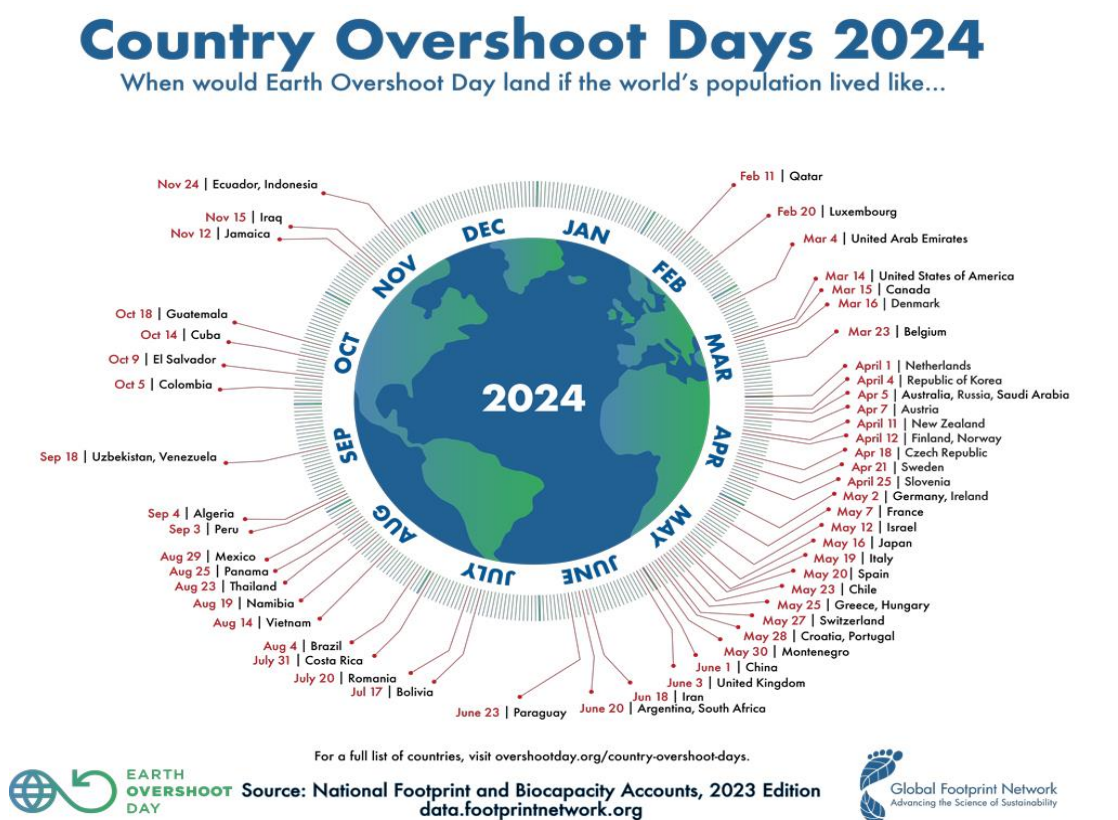 Country Overshoot Days 2024
When would Earth Overshoot Day land if the world's population lived like...
Feb 11 | Qatar
Feb 20 | Luxembourg
Mar 4 | United Arab Emirates
Mar 14 | United States of America
Mar 15 | Canada
Mar 16 | Denmark
Mar 23 | Belgium
April 1 | Netherlands
April 4 | Republic of Korea
Apr 5 | Australia, Russia, Saudi Arabia
Apr 7 | Austria
April 11 | New Zealand
April 12 | Finland, Norway
Apr 18 | Czech Republic
Apr 21 | Sweden
April 25 | Slovenia
May 2 | Germany, Ireland
May 7 | France
May 12 | Israel
May 16 | Japan
May 19 | Italy
May 20| Spain
May 23 | Chile
May 25 | Greece, Hungary
May 27 | Switzerland
May 28 | Croatia, Portugal
May 30 | Montenegro
June 1 | China
June 3 | United Kingdom
Jun 18 | Iran
June 20 | Argentina, South Africa
June 23 | Paraguay
Jul 17 | Bolivia
July 20 | Romania
July 31 | Costa Rica
Aug 4 | Brazil
Aug 14 | Vietnam
Aug 19 | Namibia
Aug 23 | Thailand
Aug 25 | Panama
Aug 29 | Mexico
Sep 3 | Peru
Sep 4 | Algeria
Sep 18 | Uzbekistan, Venezuela
Oct 5 | Colombia
Oct 9 | El Salvador
Oct 14 | Cuba
Oct 18 | Guatemala
Nov 12 | Jamaica
Nov 15 | Iraq
Nov 24 | Ecuador, Indonesia
JAN
FEB
MAR
APR
MAY
JUNE
JULY
AUG
SEP
OCT
NOV
DEC
2024
For a full list of countries, visit overshootday.org/country-overshoot-days.
EARTH
OVERSHOOT
DAY
Source: National Footprint and Biocapacity Accounts, 2023 Edition
data.footprintnetwork.org
Global Footprint Network
Advancing the Science of Sustainability